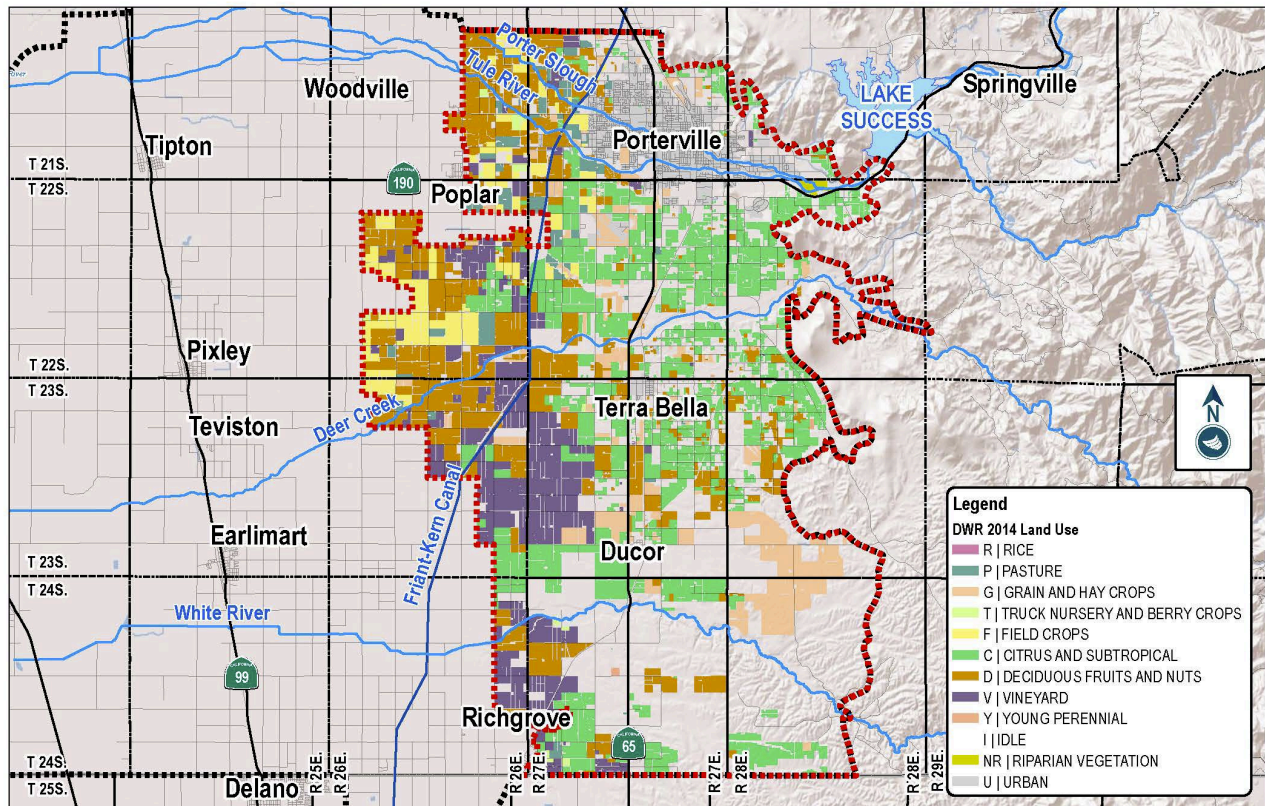 Porter Slough
Tule River
Woodville
LAKE
SUCCESS
Springville
Tipton
Porterville
T 21S.
T 22S.
CALIFORNIA
190
Poplar
Pixley
T 22S.
T 23S.
Terra Bella
Deer Creek
Teviston
N
Friant-Kern Canal
Earlimart
Ducor
T 23S.
T 24S.
White River
CALIFORNIA
99
Richgrove
CALIFORNIA
65
T 24S.
T 25S.
Delano
R 25E.
R 26E.
R 26E.
R 27E.
R 27E.
R 28E.
R 28E.
R 29E.
Legend
DWR 2014 Land Use
R | RICE
P | PASTURE
G | GRAIN AND HAY CROPS
T | TRUCK NURSERY AND BERRY CROPS
F | FIELD CROPS
C | CITRUS AND SUBTROPICAL
D | DECIDUOUS FRUITS AND NUTS
V | VINEYARD
Y | YOUNG PERENNIAL
I | IDLE
NR | RIPARIAN VEGETATION
U | URBAN